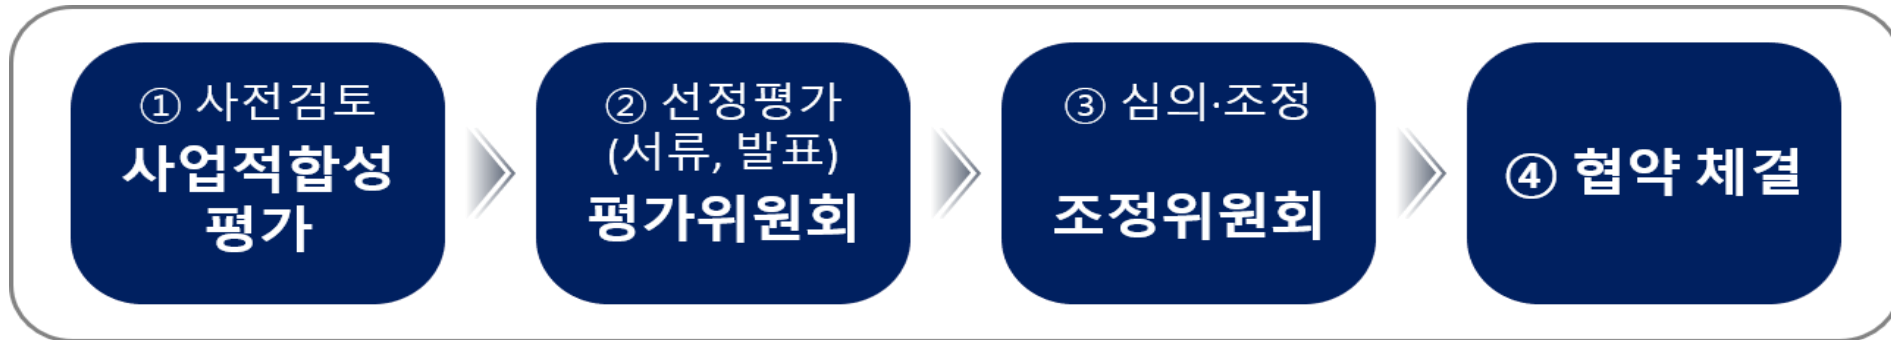 ① 사전검토
사업적합성
평가
② 선정평가
(서류, 발표)
평가위원회
③ 심의·조정
조정위원회
④ 협약 체결